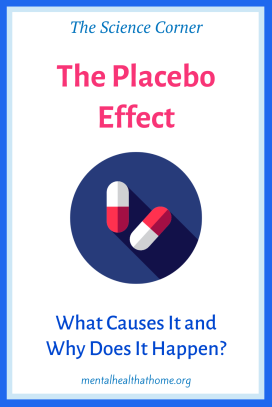 The Science Corner
The Placebo
Effect
What Causes It and
Why Does It Happen?
mentalhealthathome.org